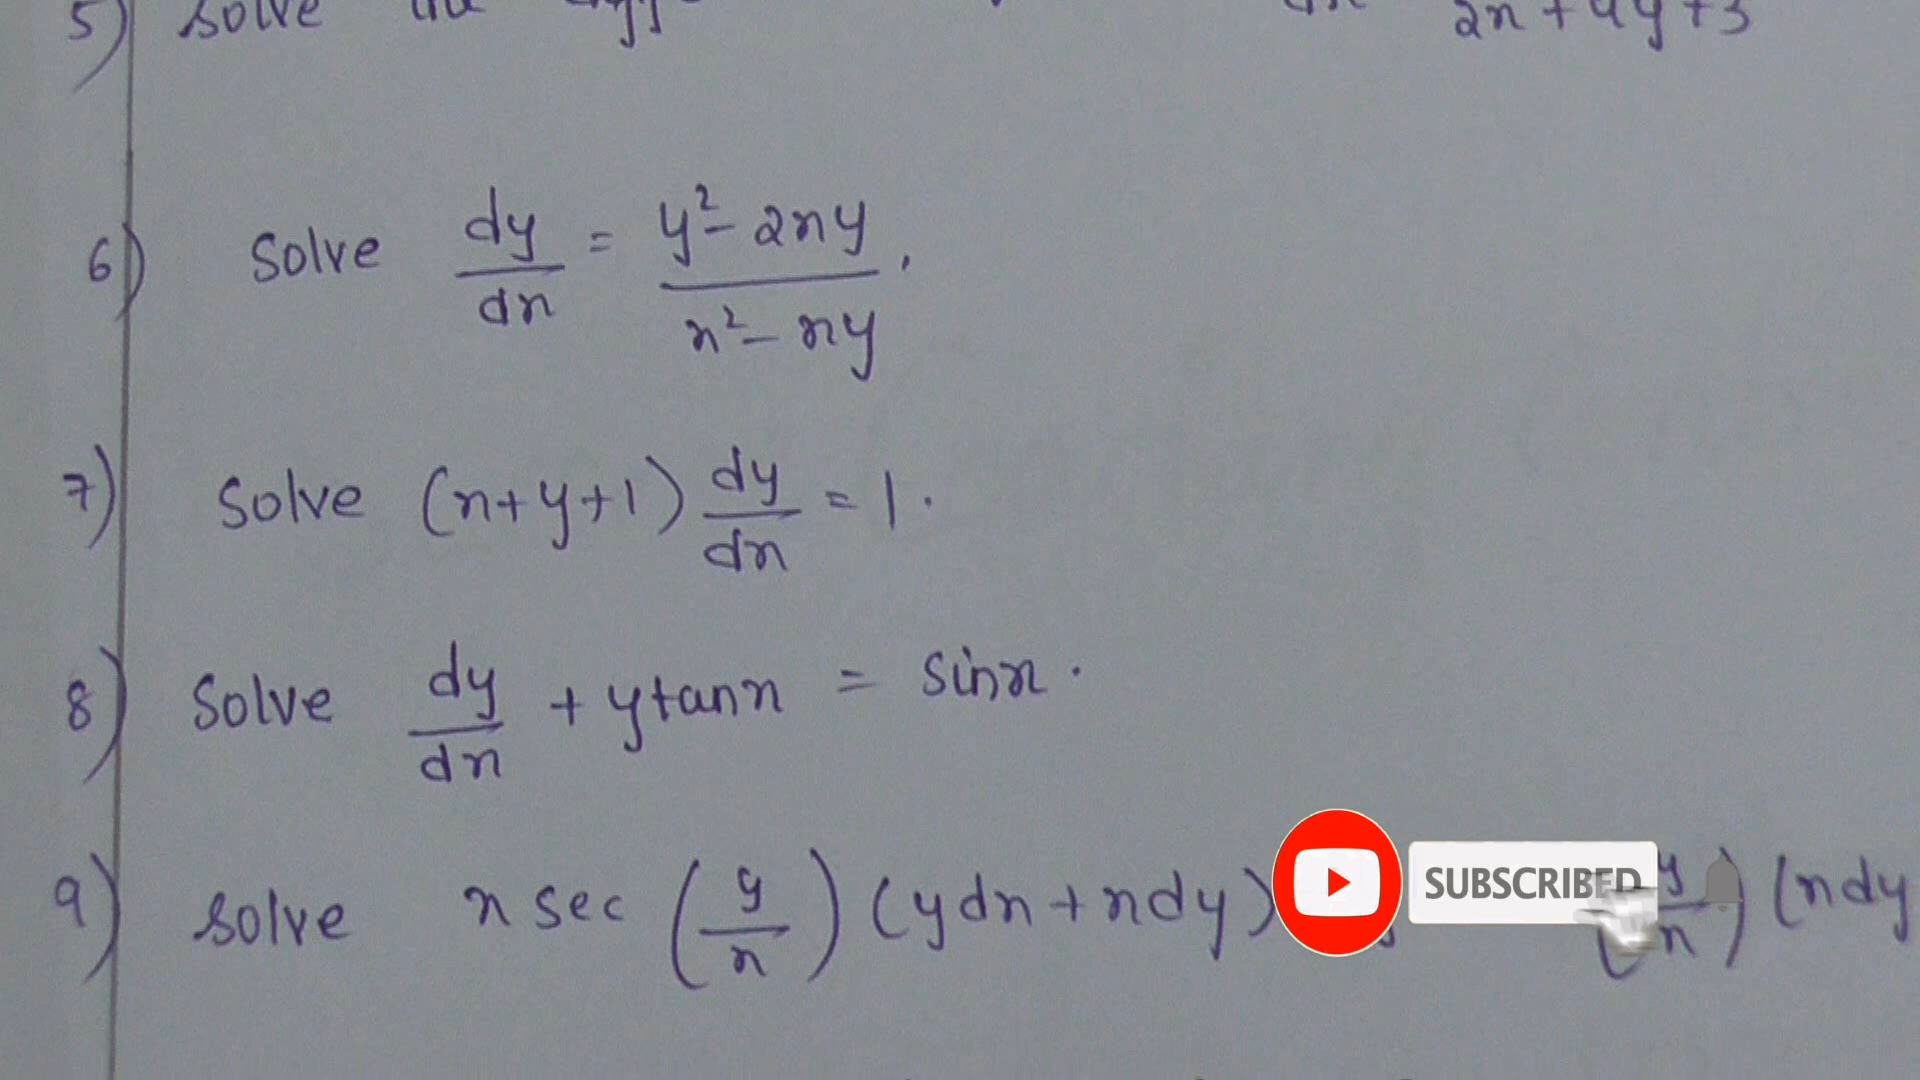 5) Solve the 2x + 4y + 3
6) Solve dy/dx = y² - 2xy / x² - xy .
7) Solve (x+y+1) dy/dx = 1 .
8) Solve dy/dx + y tan x = sin x .
9) solve x sec (y/x) (y dx + x dy) SUBSCRIBED y/x) (x dy